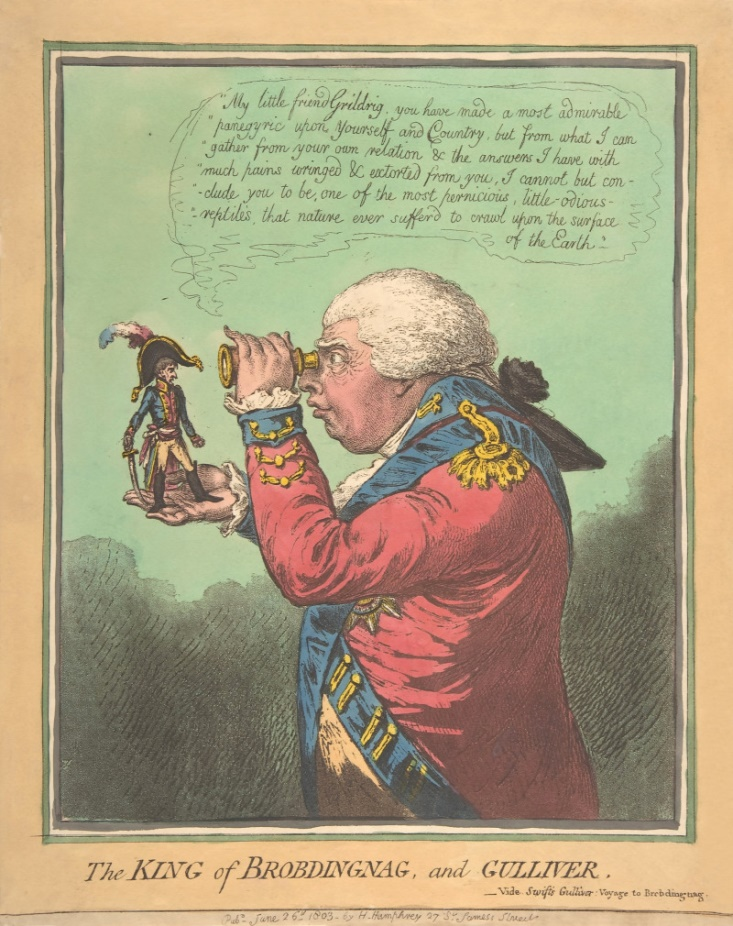 "My little friend Grildrig, you have made a most admirable
"panegyric upon Yourself and Country, but from what I can
"gather from your own relation & the answers I have with
"much pains wringed & extorted from you, I cannot but con-
"-clude you to be, one of the most pernicious, little-odious-
"-reptiles, that nature ever suffer'd to crawl upon the surface
of the Earth."
The KING of BROBDINGNAG, and GULLIVER.
—Vide. Swift's Gulliver: Voyage to Brobdingnag.
Pubd. June 26th 1803. by H. Humphrey 27 St. James's Street.